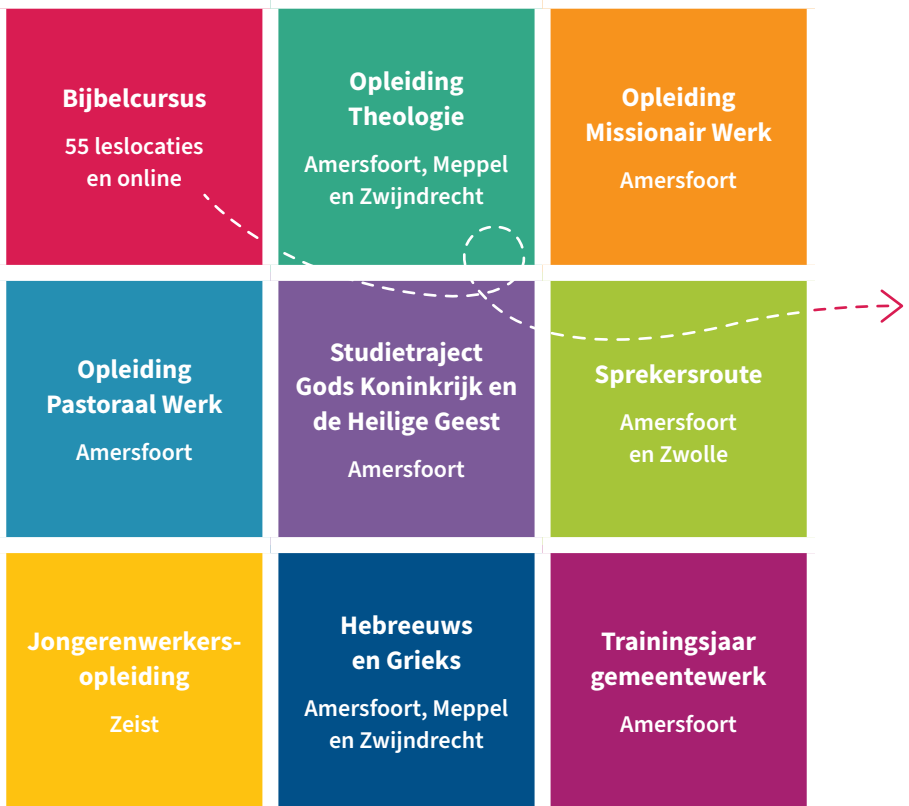 Bijbelcursus
55 leslocaties
en online
Opleiding
Theologie
Amersfoort, Meppel
en Zwijndrecht
Opleiding
Missionair Werk
Amersfoort
Opleiding
Pastoraal Werk
Amersfoort
Studietraject
Gods Koninkrijk en
de Heilige Geest
Amersfoort
Sprekersroute
Amersfoort
en Zwolle
Jongerenwerkers-
opleiding
Zeist
Hebreeuws
en Grieks
Amersfoort, Meppel
en Zwijndrecht
Trainingsjaar
gemeentewerk
Amersfoort